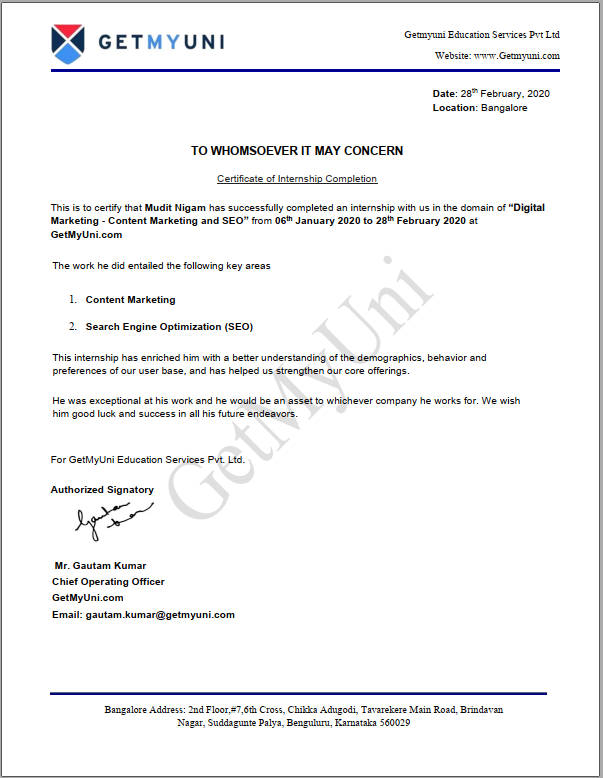 GETMYUNI
Getmyuni Education Services Pvt Ltd
Website: www.Getmyuni.com
Date: 28th February, 2020
Location: Bangalore
TO WHOMSOEVER IT MAY CONCERN
Certificate of Internship Completion
This is to certify that Mudit Nigam has successfully completed an internship with us in the domain of “Digital
Marketing - Content Marketing and SEO” from 06th January 2020 to 28th February 2020 at
GetMyUni.com
The work he did entailed the following key areas
1. Content Marketing
2. Search Engine Optimization (SEO)
This internship has enriched him with a better understanding of the demographics, behavior and
preferences of our user base, and has helped us strengthen our core offerings.
He was exceptional at his work and he would be an asset to whichever company he works for. We wish
him good luck and success in all his future endeavors.
GetMyUni
For GetMyUni Education Services Pvt. Ltd.
Authorized Signatory
Gautam
Mr. Gautam Kumar
Chief Operating Officer
GetMyUni.com
Email: gautam.kumar@getmyuni.com
Bangalore Address: 2nd Floor,#7,6th Cross, Chikka Adugodi, Tavarekere Main Road, Brindavan
Nagar, Suddagunte Palya, Benguluru, Karnataka 560029